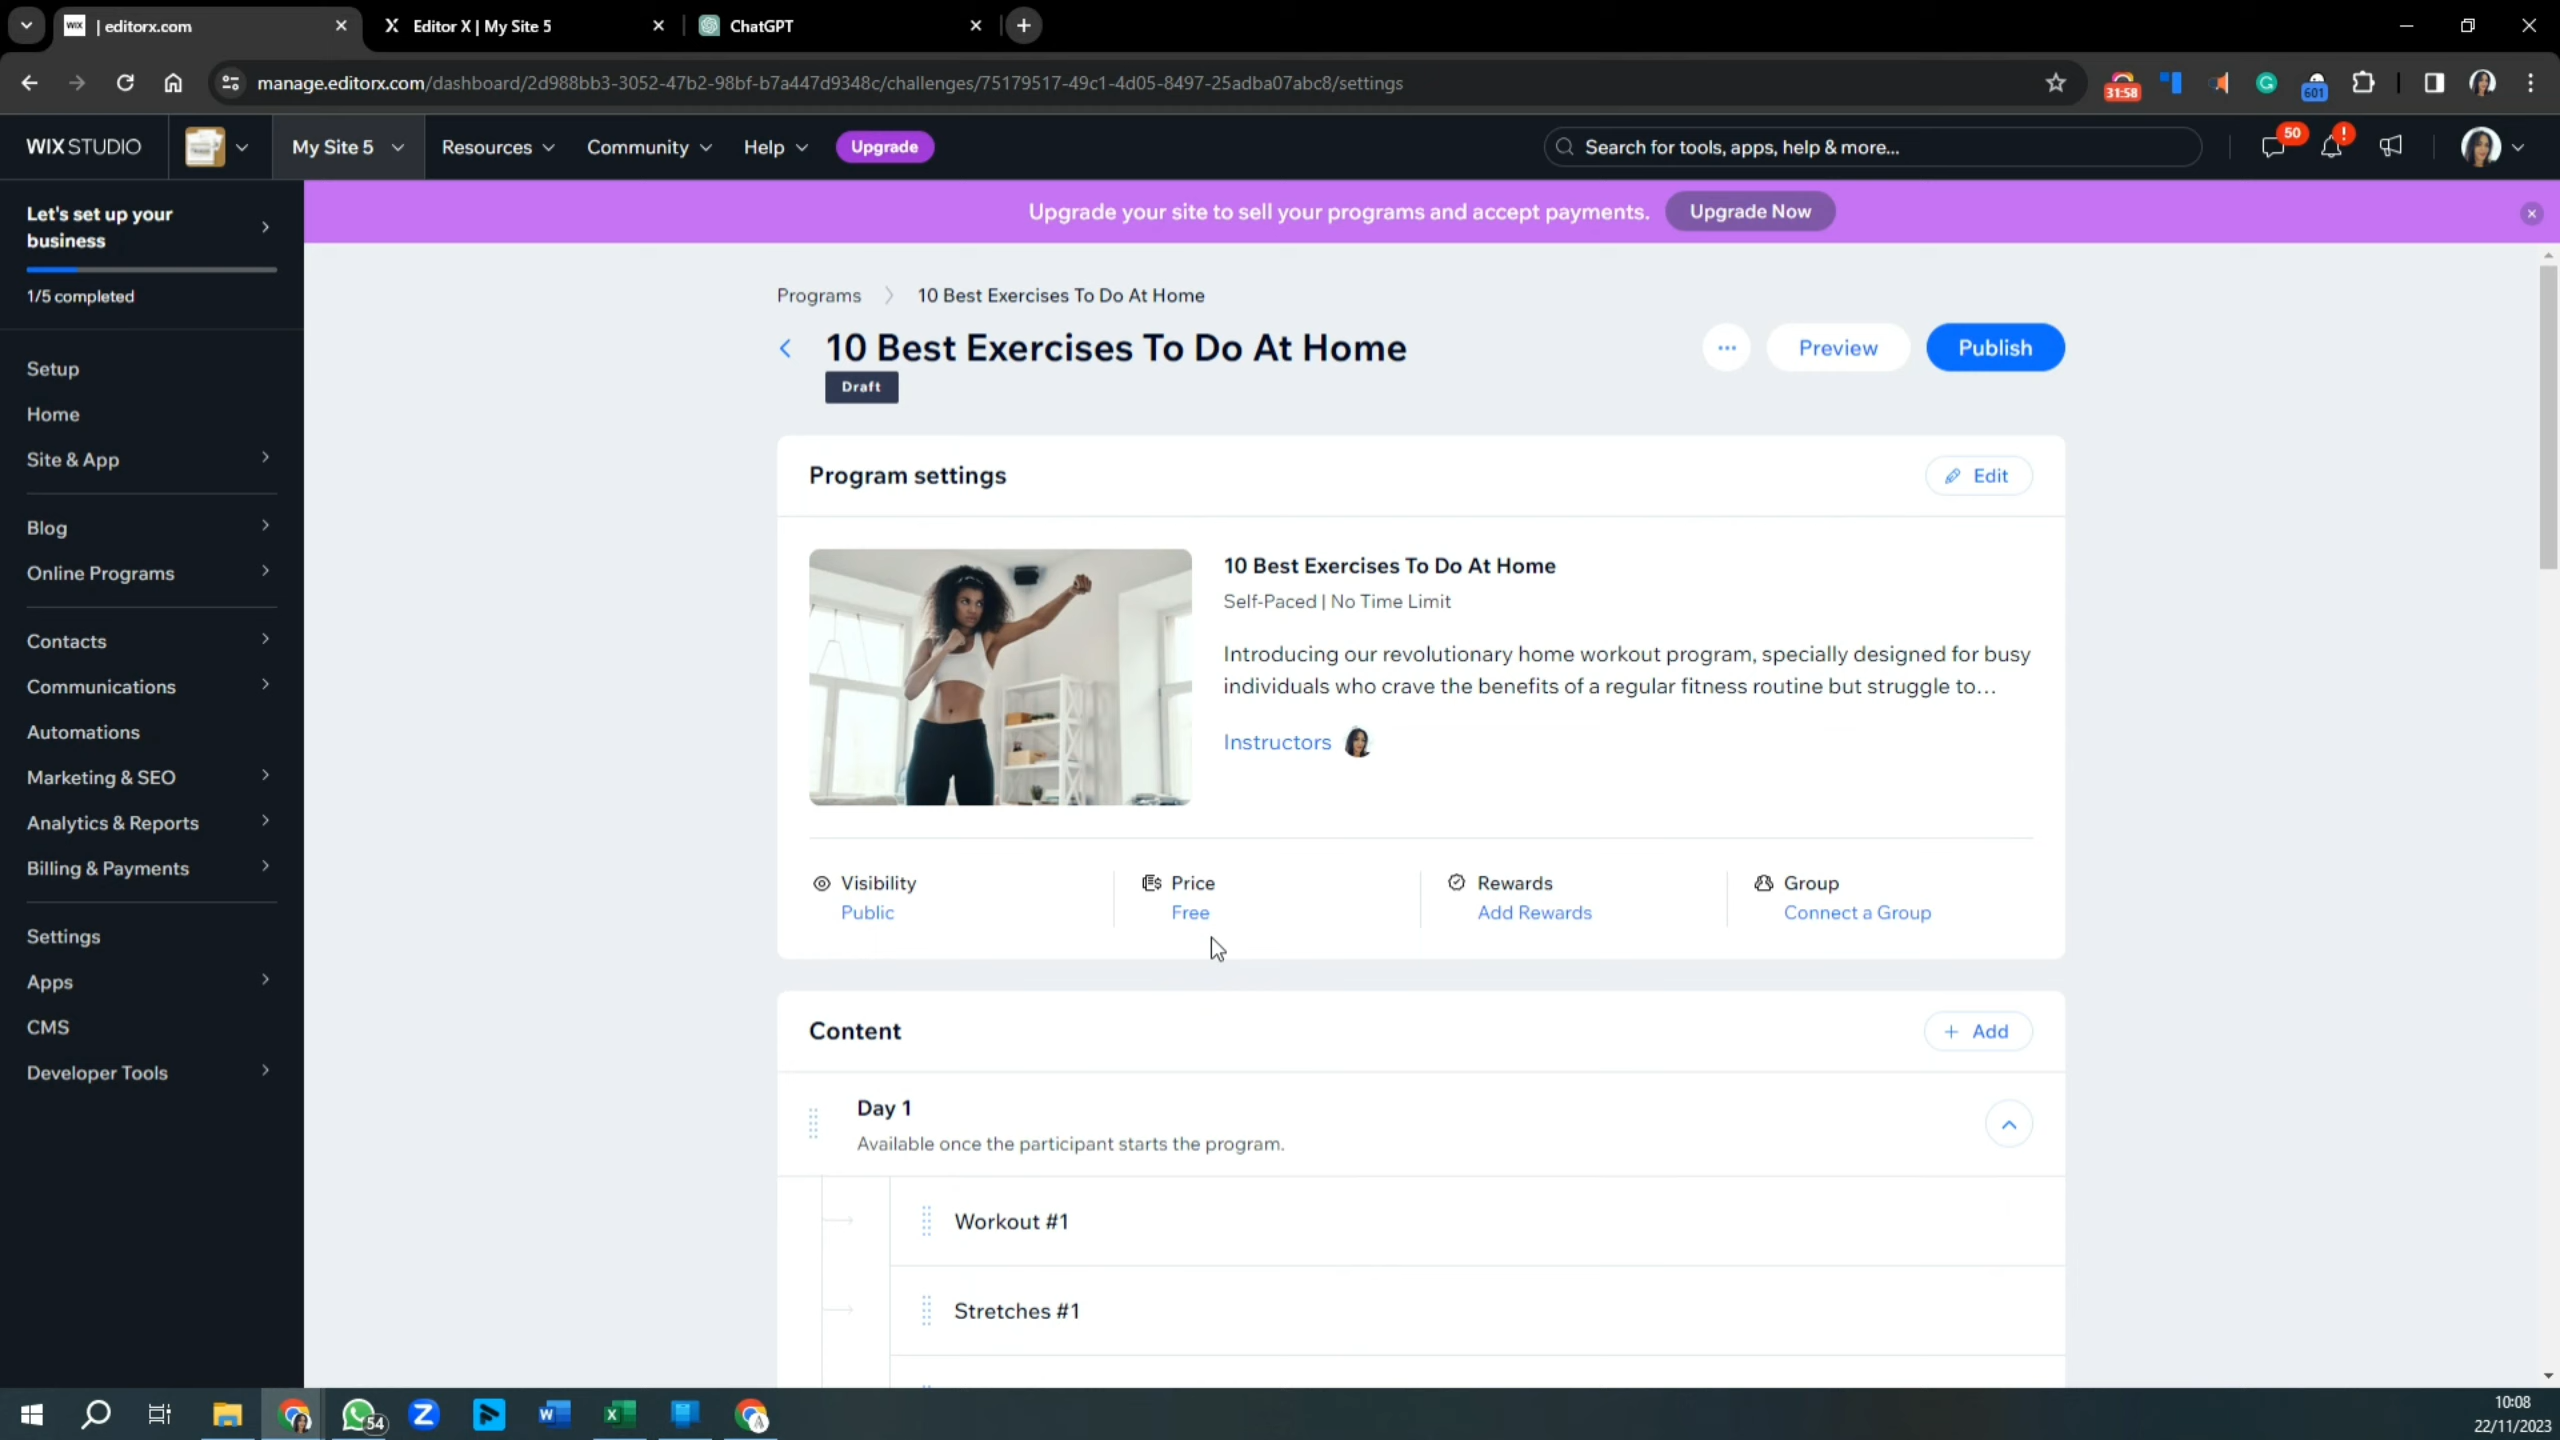 | editorx.com
Editor X | My Site 5
ChatGPT
manage.editorx.com/dashboard/2d988bb3-3052-47b2-98bf-b7a447d9348c/challenges/75179517-49c1-4d05-8497-25adba07abc8/settings
31:58
601
WIX STUDIO
My Site 5
Resources
Community
Help
Upgrade
Search for tools, apps, help & more...
50
Let's set up your
business
1/5 completed
Upgrade your site to sell your programs and accept payments.
Upgrade Now
Setup
Home
Site & App
Blog
Online Programs
Contacts
Communications
Automations
Marketing & SEO
Analytics & Reports
Billing & Payments
Settings
Apps
CMS
Developer Tools
Programs
10 Best Exercises To Do At Home
10 Best Exercises To Do At Home
Draft
Preview
Publish
Program settings
Edit
10 Best Exercises To Do At Home
Self-Paced | No Time Limit
Introducing our revolutionary home workout program, specially designed for busy
individuals who crave the benefits of a regular fitness routine but struggle to...
Instructors
Visibility
Public
Price
Free
Rewards
Add Rewards
Group
Connect a Group
Content
+ Add
Day 1
Available once the participant starts the program.
Workout #1
Stretches #1
54
10:08
22/11/2023